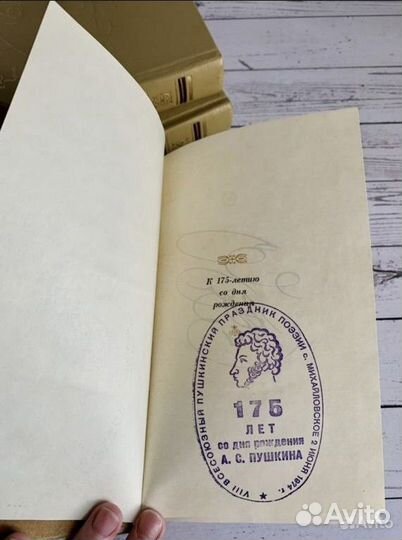 К 175-летию
со дня
рождения
VIII ВСЕСОЮЗНЫЙ ПУШКИНСКИЙ ПРАЗДНИК ПОЭЗИИ с. МИХАЙЛОВСКОЕ 2 ИЮНЯ 1974 г.
175
ЛЕТ
со дня рождения
А. С. ПУШКИНА
Avito